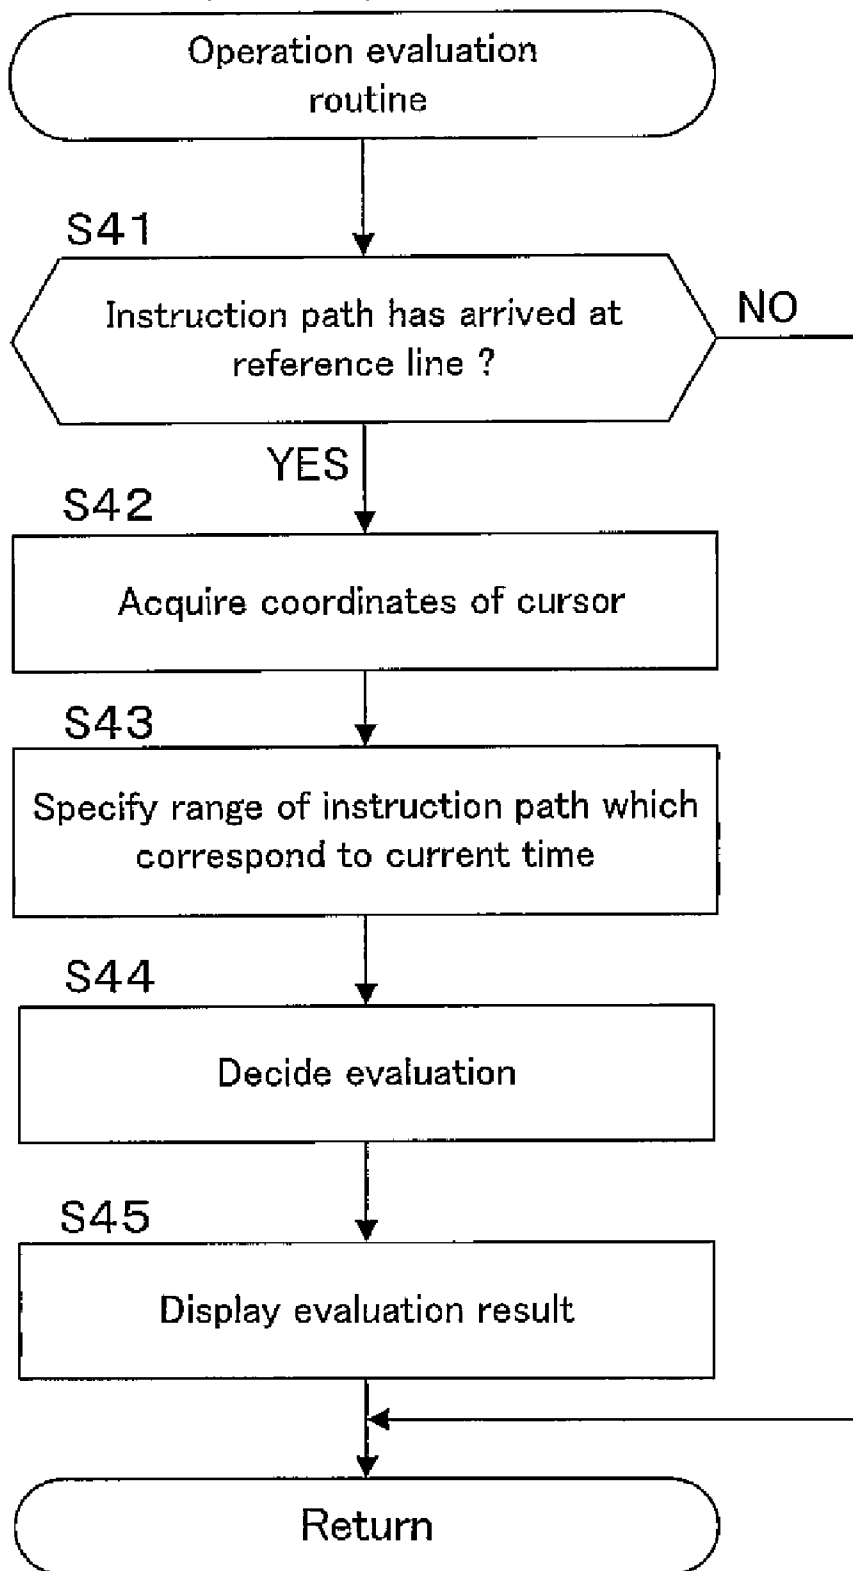 Operation evaluation
routine
S41
Instruction path has arrived at
reference line ?
NO
YES
S42
Acquire coordinates of cursor
S43
Specify range of instruction path which
correspond to current time
S44
Decide evaluation
S45
Display evaluation result
Return